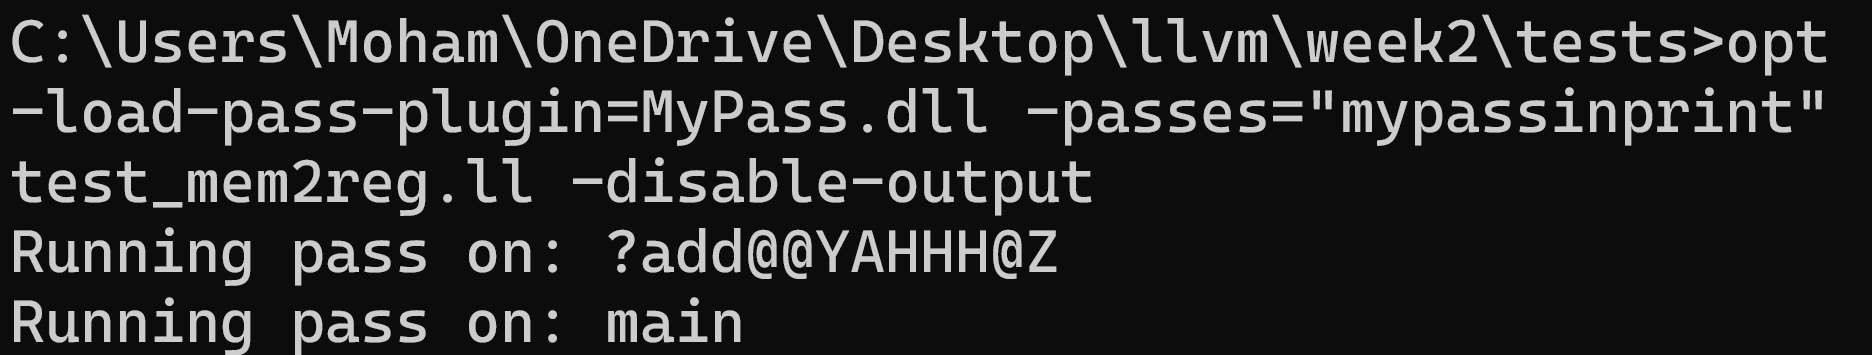 C:\Users\Moham\OneDrive\Desktop\llvm\week2\tests>opt
-load-pass-plugin=MyPass.dll -passes="mypassinprint"
test_mem2reg.ll -disable-output
Running pass on: ?add@@YAHHH@Z
Running pass on: main